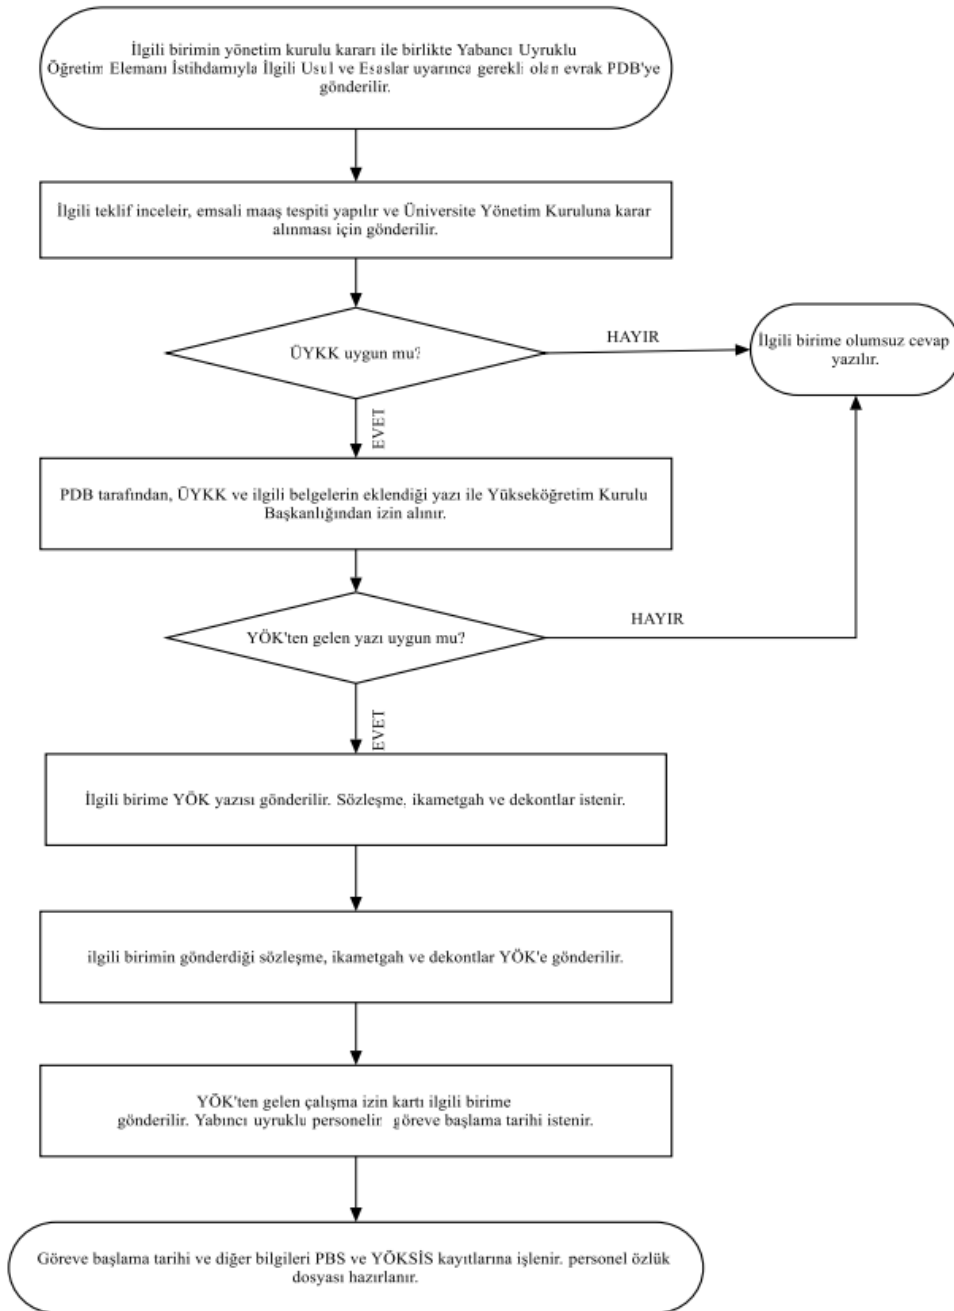 İlgili birimin yönetim kurulu kararı ile birlikte Yabancı Uyruklu
Öğretim Elemanı İstihdamıyla İlgili Usul ve Esaslar uyarınca gerekli olan evrak PDB'ye
gönderilir.
İlgili teklif inceleir, emsali maaş tespiti yapılır ve Üniversite Yönetim Kuruluna karar
alınması için gönderilir.
ÜYKK uygun mu?
HAYIR
İlgili birime olumsuz cevap
yazılır.
EVET
PDB tarafından, ÜYKK ve ilgili belgelerin eklendiği yazı ile Yükseköğretim Kurulu
Başkanlığından izin alınır.
YÖK'ten gelen yazı uygun mu?
HAYIR
EVET
İlgili birime YÖK yazısı gönderilir. Sözleşme, ikametgah ve dekontlar istenir.
ilgili birimin gönderdiği sözleşme, ikametgah ve dekontlar YÖK'e gönderilir.
YÖK'ten gelen çalışma izin kartı ilgili birime
gönderilir. Yabıncı uyruklu personelin göreve başlama tarihi istenir.
Göreve başlama tarihi ve diğer bilgileri PBS ve YÖKSİS kayıtlarına işlenir. personel özlük
dosyası hazırlanır.